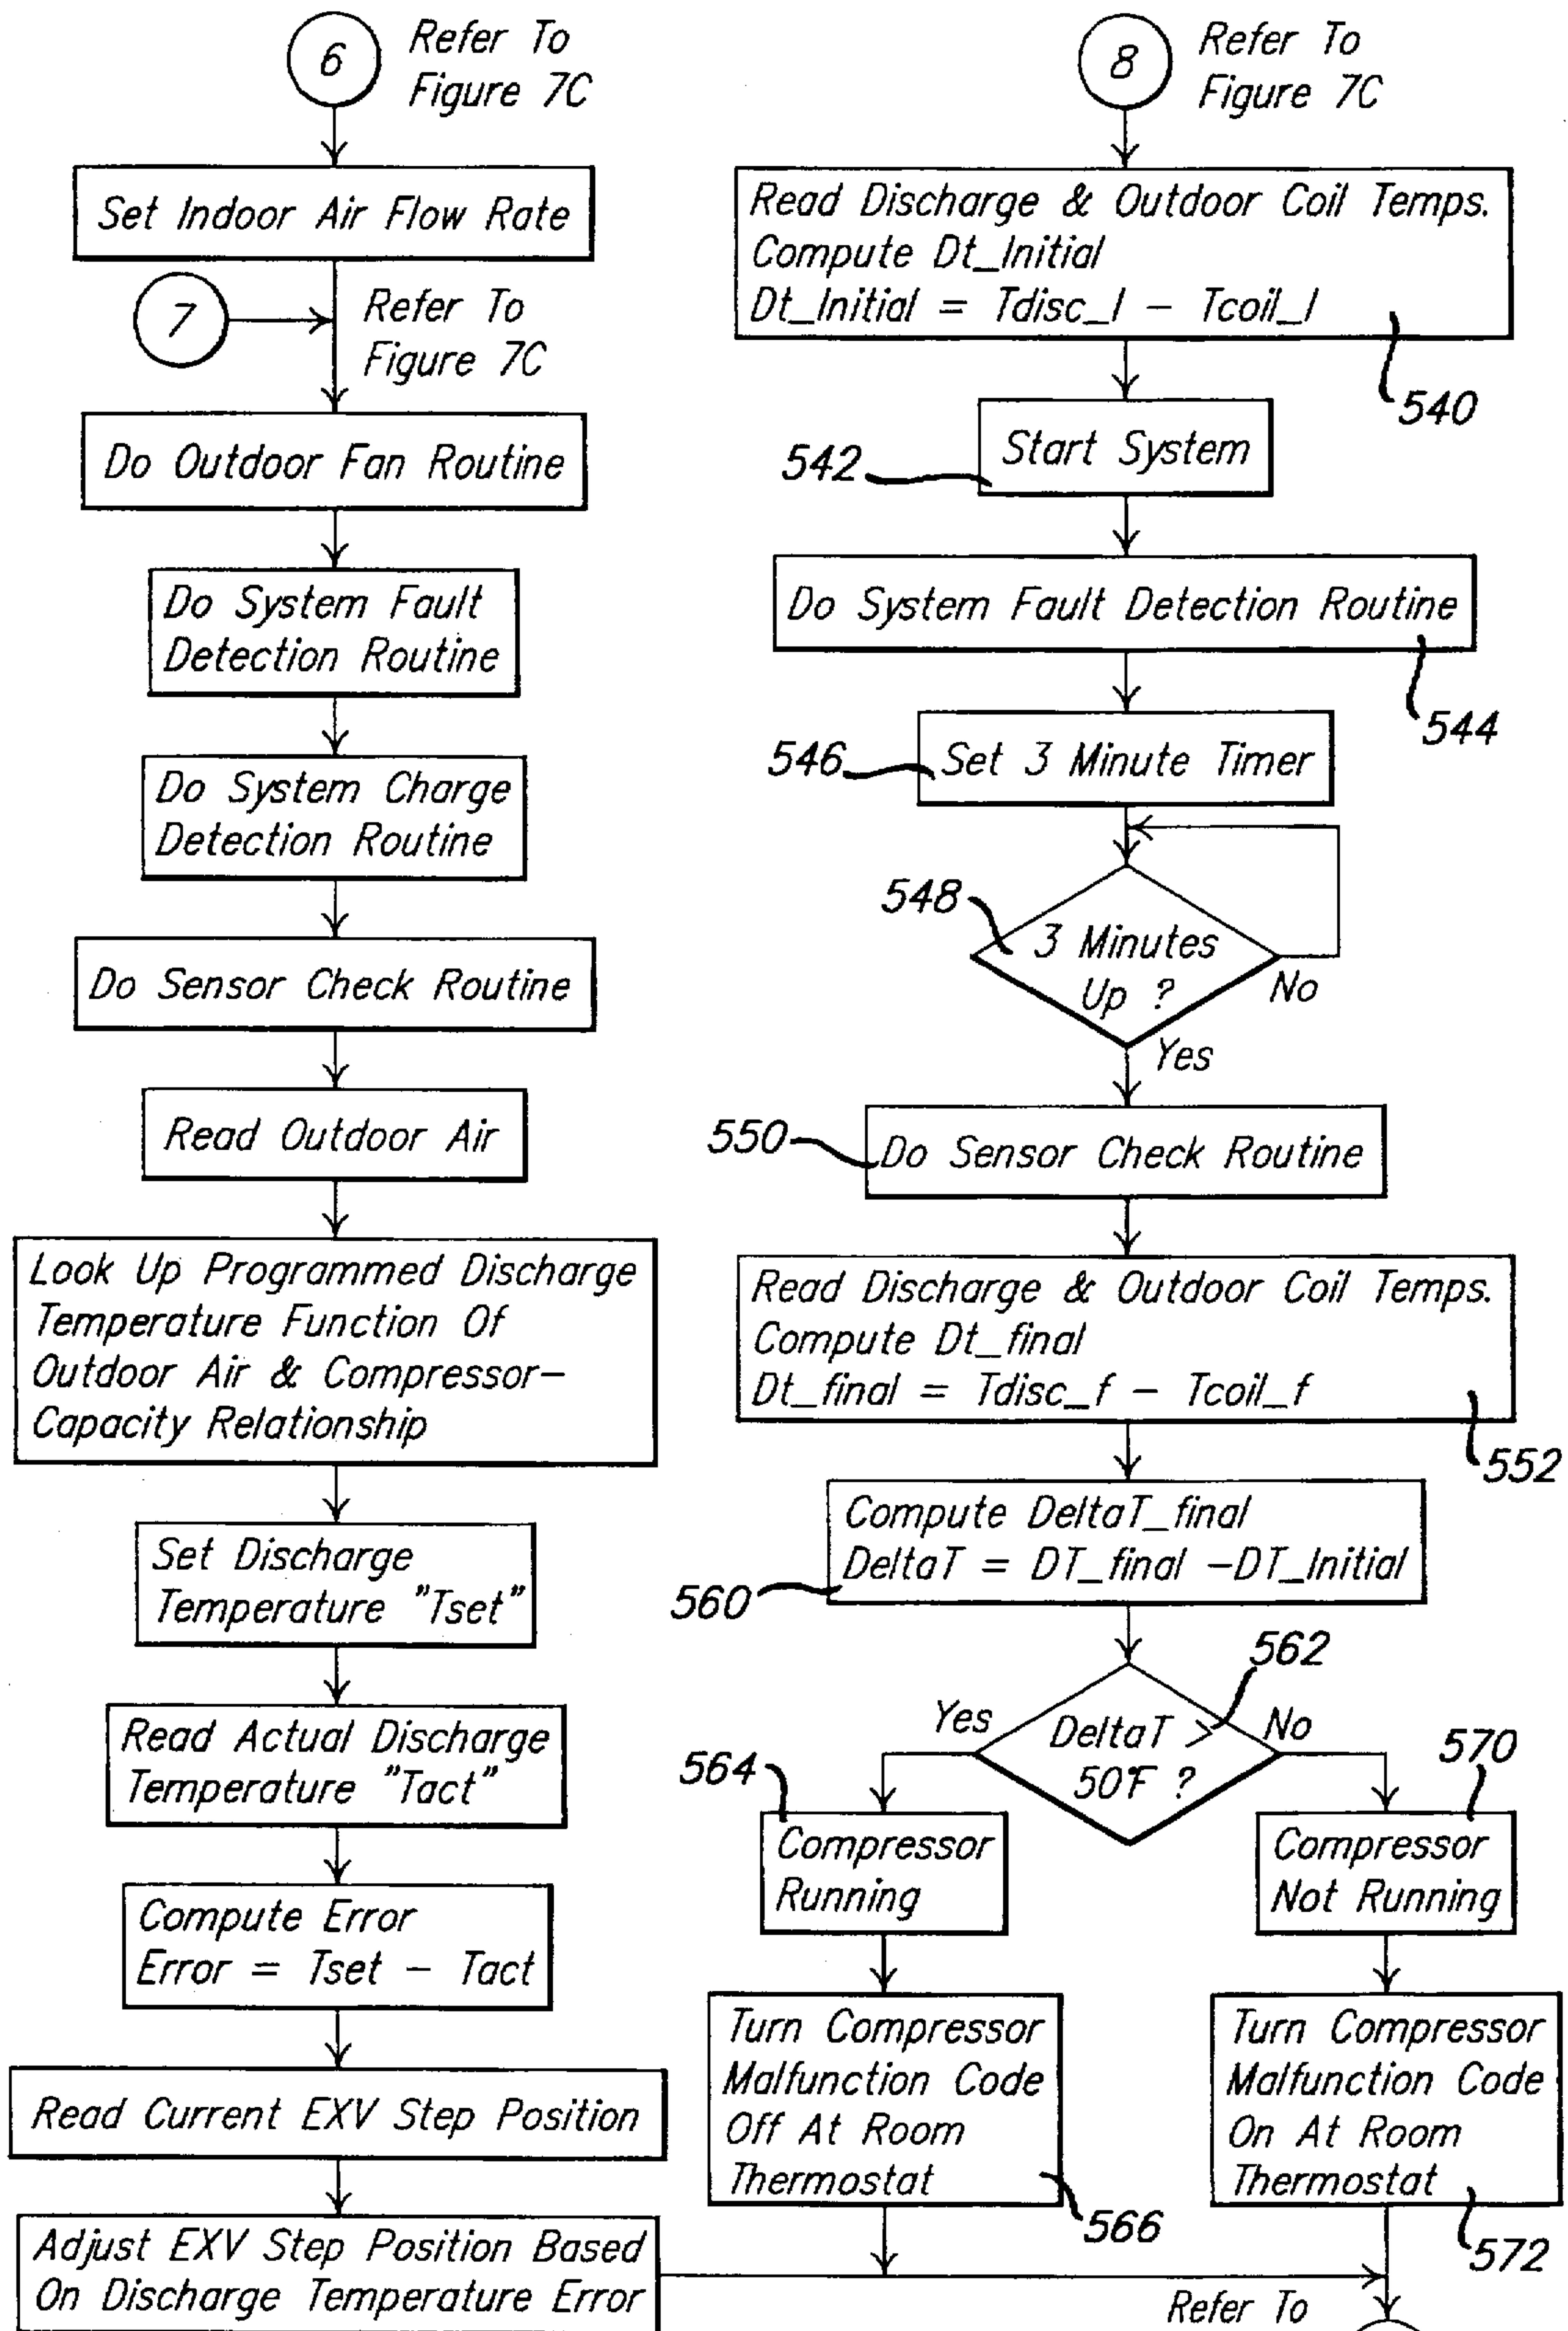 6
Refer To
Figure 7C
Set Indoor Air Flow Rate
7
Refer To
Figure 7C
Do Outdoor Fan Routine
Do System Fault
Detection Routine
Do System Charge
Detection Routine
Do Sensor Check Routine
Read Outdoor Air
Look Up Programmed Discharge
Temperature Function Of
Outdoor Air & Compressor-
Capacity Relationship
Set Discharge
Temperature "Tset"
Read Actual Discharge
Temperature "Tact"
Compute Error
Error = Tset - Tact
Read Current EXV Step Position
Adjust EXV Step Position Based
On Discharge Temperature Error
8
Refer To
Figure 7C
Read Discharge & Outdoor Coil Temps.
Compute Dt_Initial
Dt_Initial = Tdisc_I - Tcoil_I
540
Start System
542
Do System Fault Detection Routine
544
546
Set 3 Minute Timer
548
3 Minutes
Up ?
No
Yes
550
Do Sensor Check Routine
Read Discharge & Outdoor Coil Temps.
Compute Dt_final
Dt_final = Tdisc_f - Tcoil_f
552
Compute DeltaT_final
DeltaT = DT_final -DT_Initial
560
562
Yes
DeltaT >
50°F ?
No
564
570
Compressor
Running
Compressor
Not Running
Turn Compressor
Malfunction Code
Off At Room
Thermostat
566
Turn Compressor
Malfunction Code
On At Room
Thermostat
572
Refer To